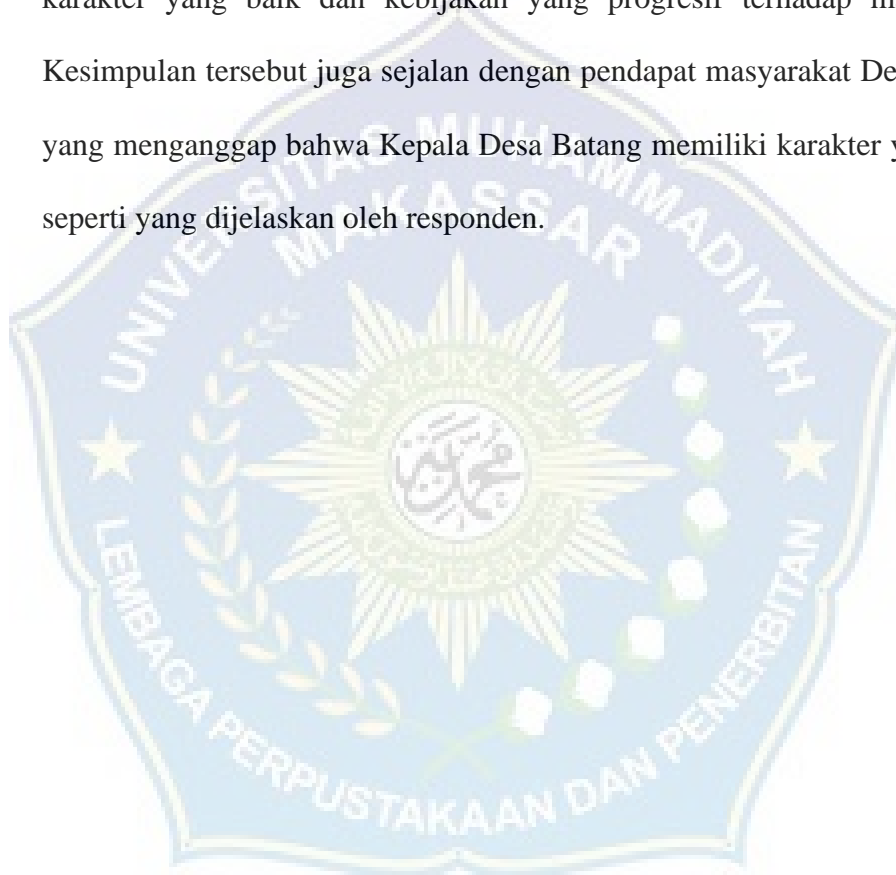 karakter yang baik dan kebijakan yang progresif terhadap
Kesimpulan tersebut juga sejalan dengan pendapat masyarakat
yang menganggap bahwa Kepala Desa Batang memiliki karakter
seperti yang dijelaskan oleh responden.
UNIVERSITAS MUHAMMADIYAH
MAKASSAR
LEMBAGA PERPUSTAKAAN DAN PENERBITAN